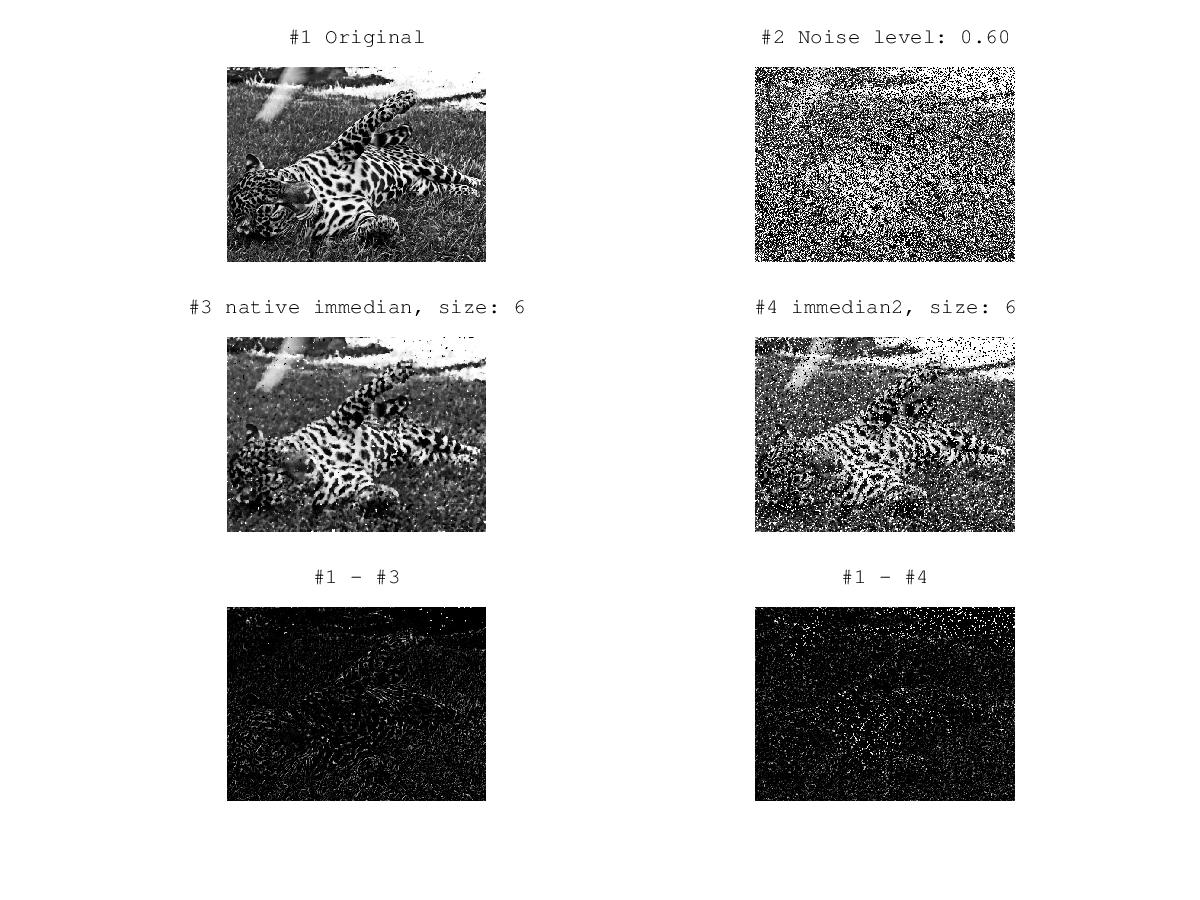 #1 Original
#2 Noise level: 0.60
#3 native immedian, size: 6
#4 immedian2, size: 6
#1 - #3
#1 - #4